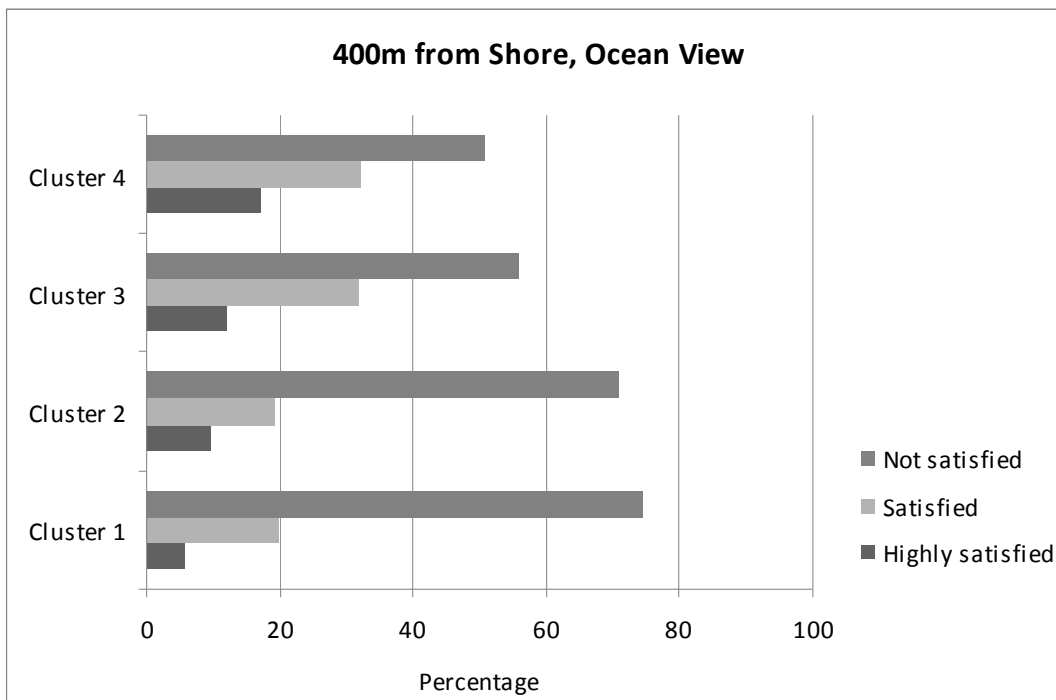 400m from Shore, Ocean View
Cluster 4
Cluster 3
Cluster 2
Cluster 1
Not satisfied
Satisfied
Highly satisfied
0 20 40 60 80 100
Percentage